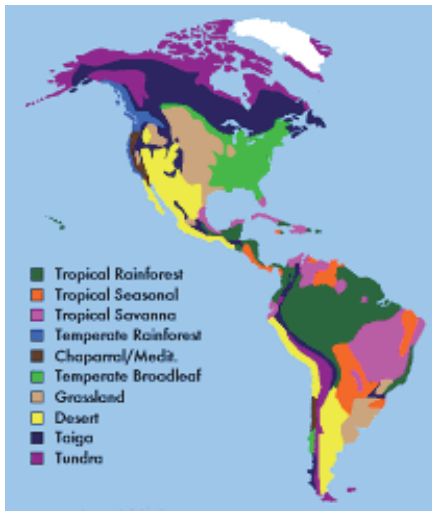 Tropical Rainforest
Tropical Seasonal
Tropical Savanna
Temperate Rainforest
Chaparral/Medit.
Temperate Broadleaf
Grassland
Desert
Taiga
Tundra